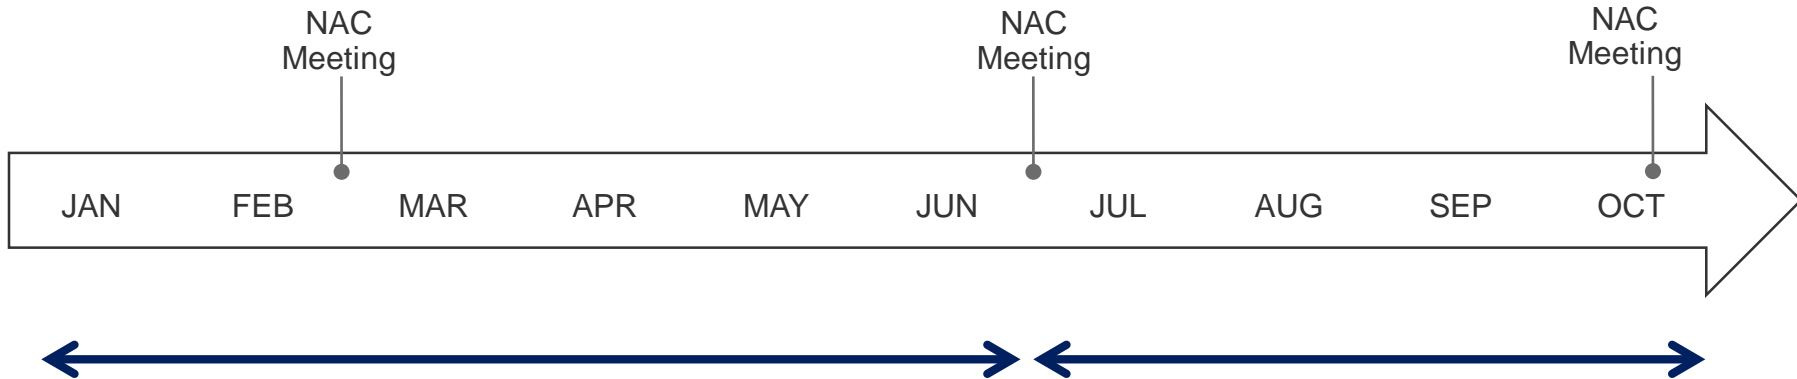 NAC
Meeting
NAC
Meeting
NAC
Meeting
JAN FEB MAR APR MAY JUN JUL AUG SEP OCT